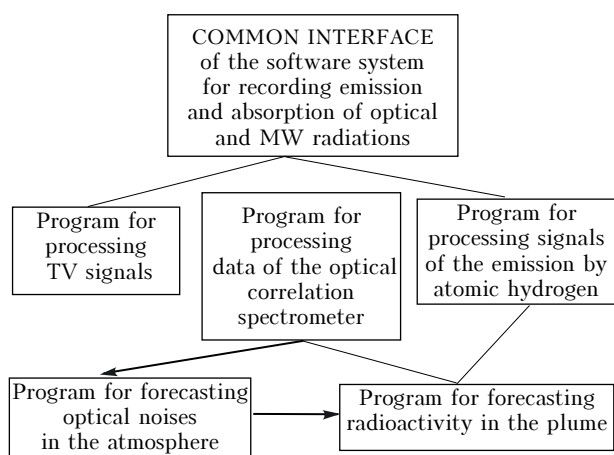 COMMON INTERFACE
of the software system
for recording emission
and absorption of optical
and MW radiations
Program for
processing
TV signals
Program for
processing
data of the optical
correlation
spectrometer
Program for
processing signals
of the emission by
atomic hydrogen
Program for forecasting
optical noises
in the atmosphere
Program for forecasting
radioactivity in the plume